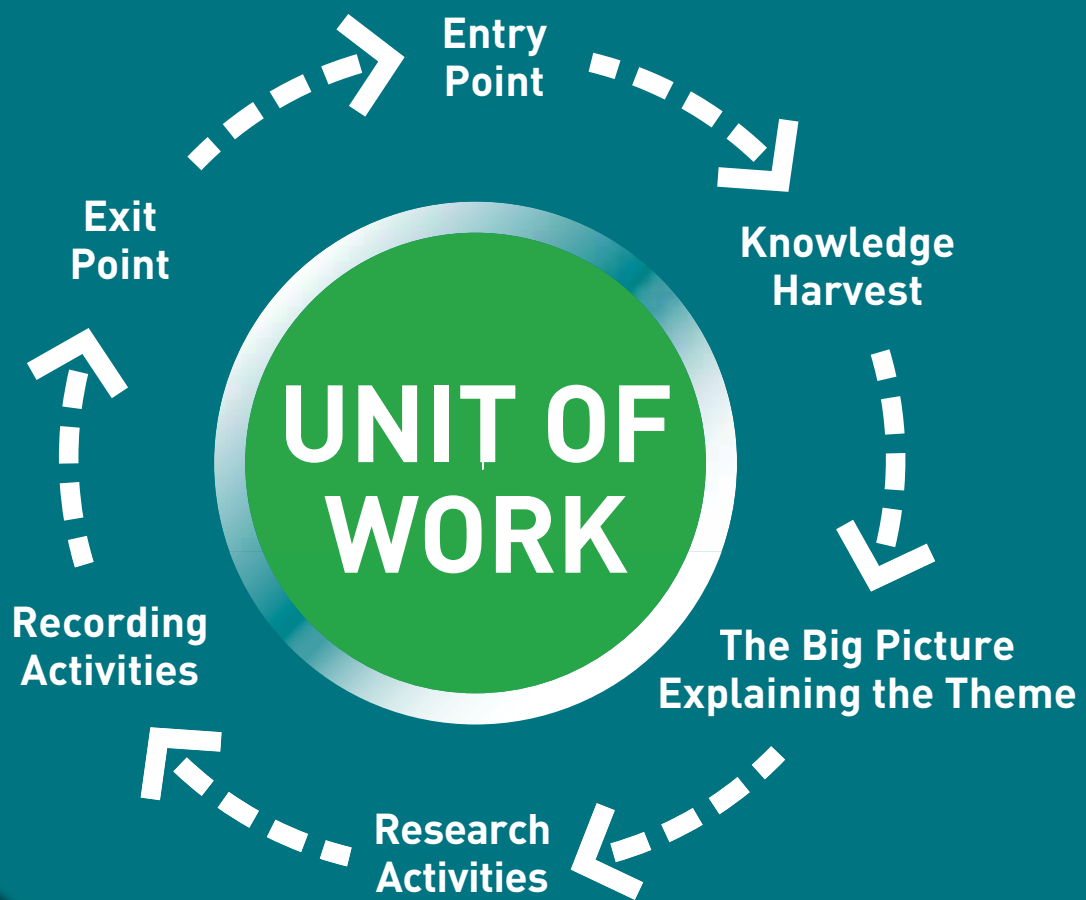 Entry
Point
Knowledge
Harvest
The Big Picture
Explaining the Theme
Research
Activities
Recording
Activities
Exit
Point
UNIT OF
WORK